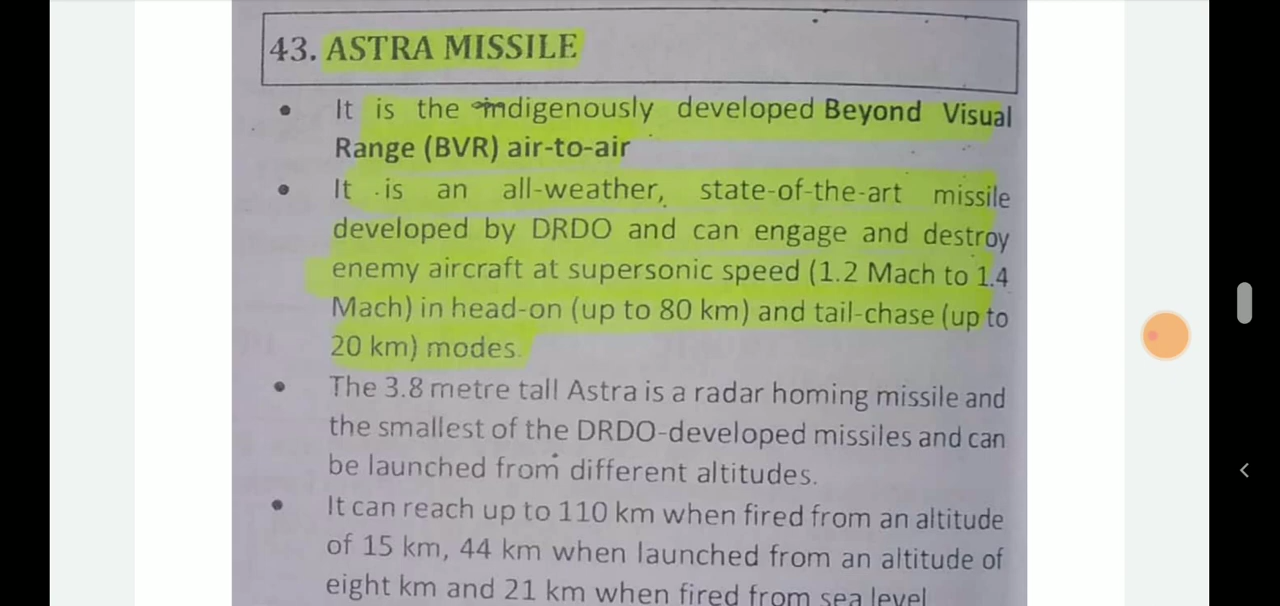 43. ASTRA MISSILE
• It is the indigenously developed Beyond Visual
Range (BVR) air-to-air
• It is an all-weather, state-of-the-art missile
developed by DRDO and can engage and destroy
enemy aircraft at supersonic speed (1.2 Mach to 1.4
Mach) in head-on (up to 80 km) and tail-chase (up to
20 km) modes.
• The 3.8 metre tall Astra is a radar homing missile and
the smallest of the DRDO-developed missiles and can
be launched from different altitudes.
• It can reach up to 110 km when fired from an altitude
of 15 km, 44 km when launched from an altitude of
eight km and 21 km when fired from sea level